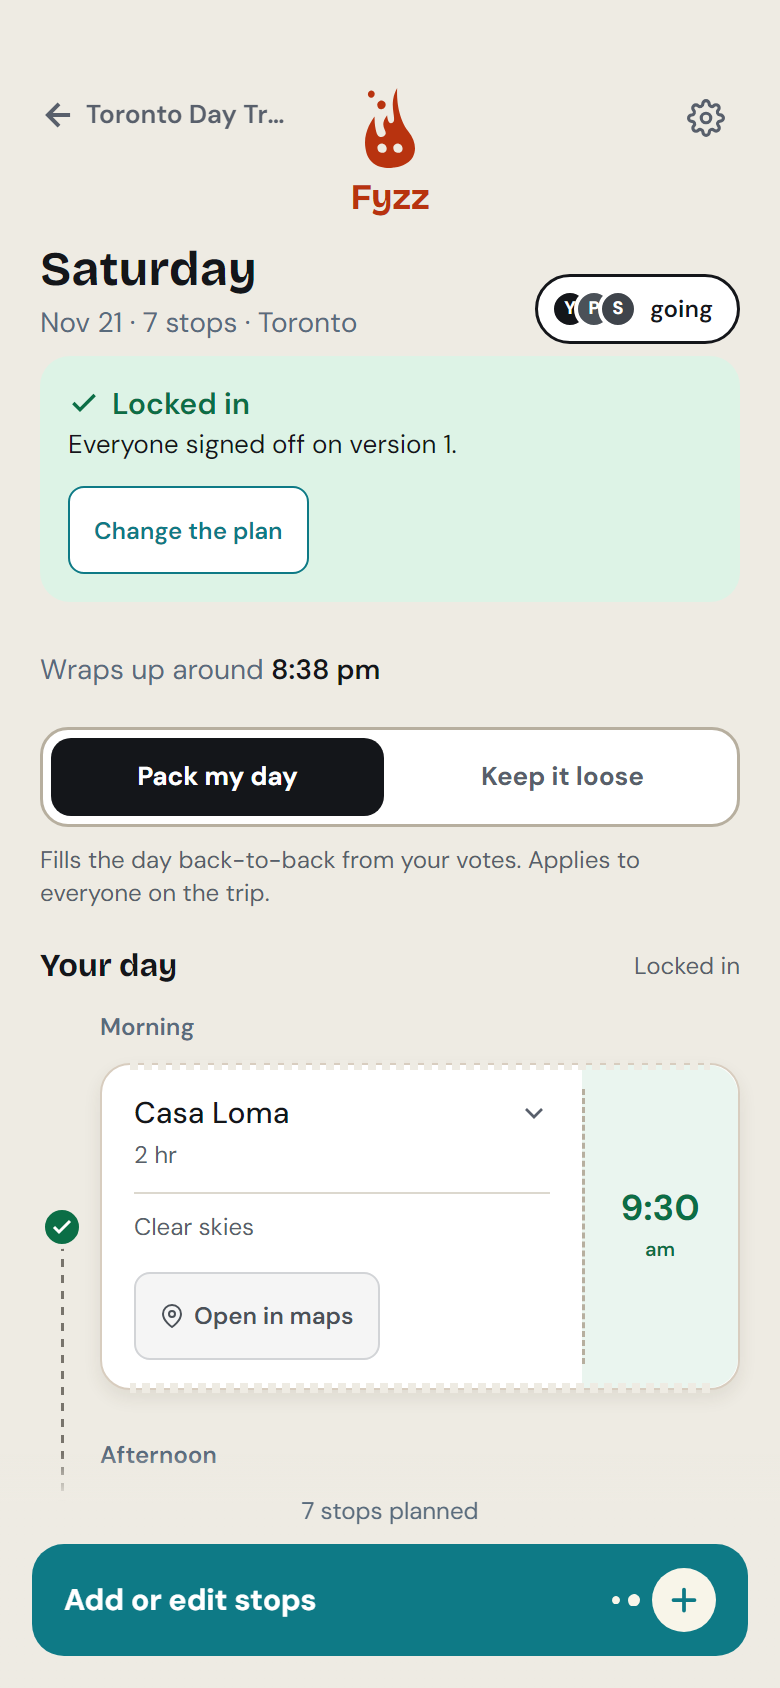 Toronto Day Tr...
Fyzz
Saturday
Nov 21 · 7 stops · Toronto
Y P S going
Locked in
Everyone signed off on version 1.
Change the plan
Wraps up around 8:38 pm
Pack my day
Keep it loose
Fills the day back-to-back from your votes. Applies to
everyone on the trip.
Your day
Locked in
Morning
Casa Loma
2 hr
9:30
am
Clear skies
Open in maps
Afternoon
7 stops planned
Add or edit stops